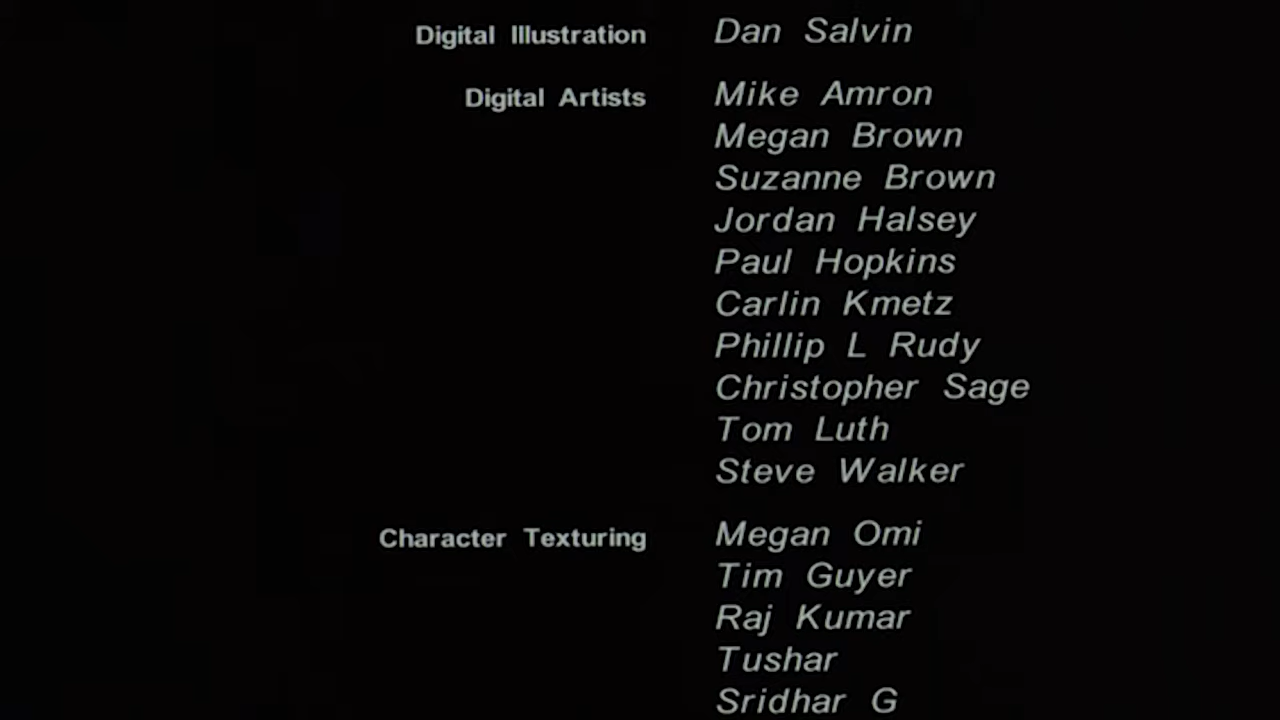 Digital Illustration Dan Salvin
Digital Artists Mike Amron
Megan Brown
Suzanne Brown
Jordan Halsey
Paul Hopkins
Carlin Kmetz
Phillip L Rudy
Christopher Sage
Tom Luth
Steve Walker
Character Texturing Megan Omi
Tim Guyer
Raj Kumar
Tushar
Sridhar G